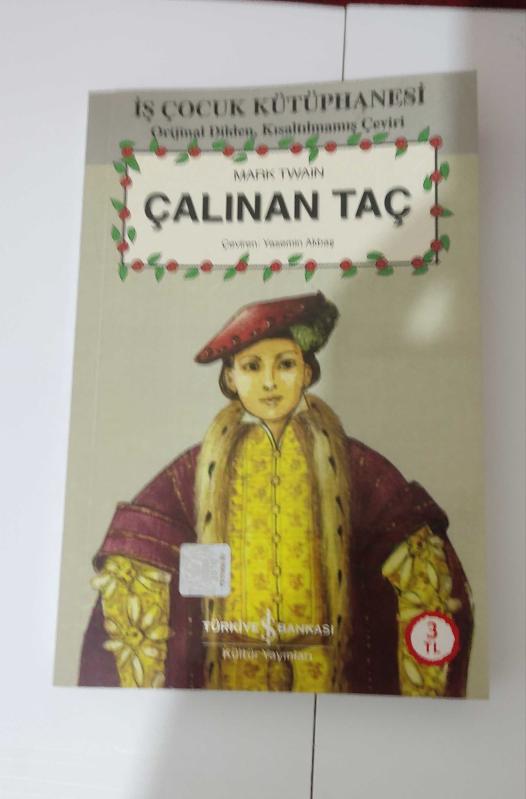 İŞ ÇOCUK KÜTÜPHANESİ
Orijinal Dilden, Kısaltılmamış Çeviri
MARK TWAIN
ÇALINAN TAÇ
Çeviren: Yasemin Akbaş
TÜRKİYE İŞ BANKASI
Kültür Yayınları
3
TL